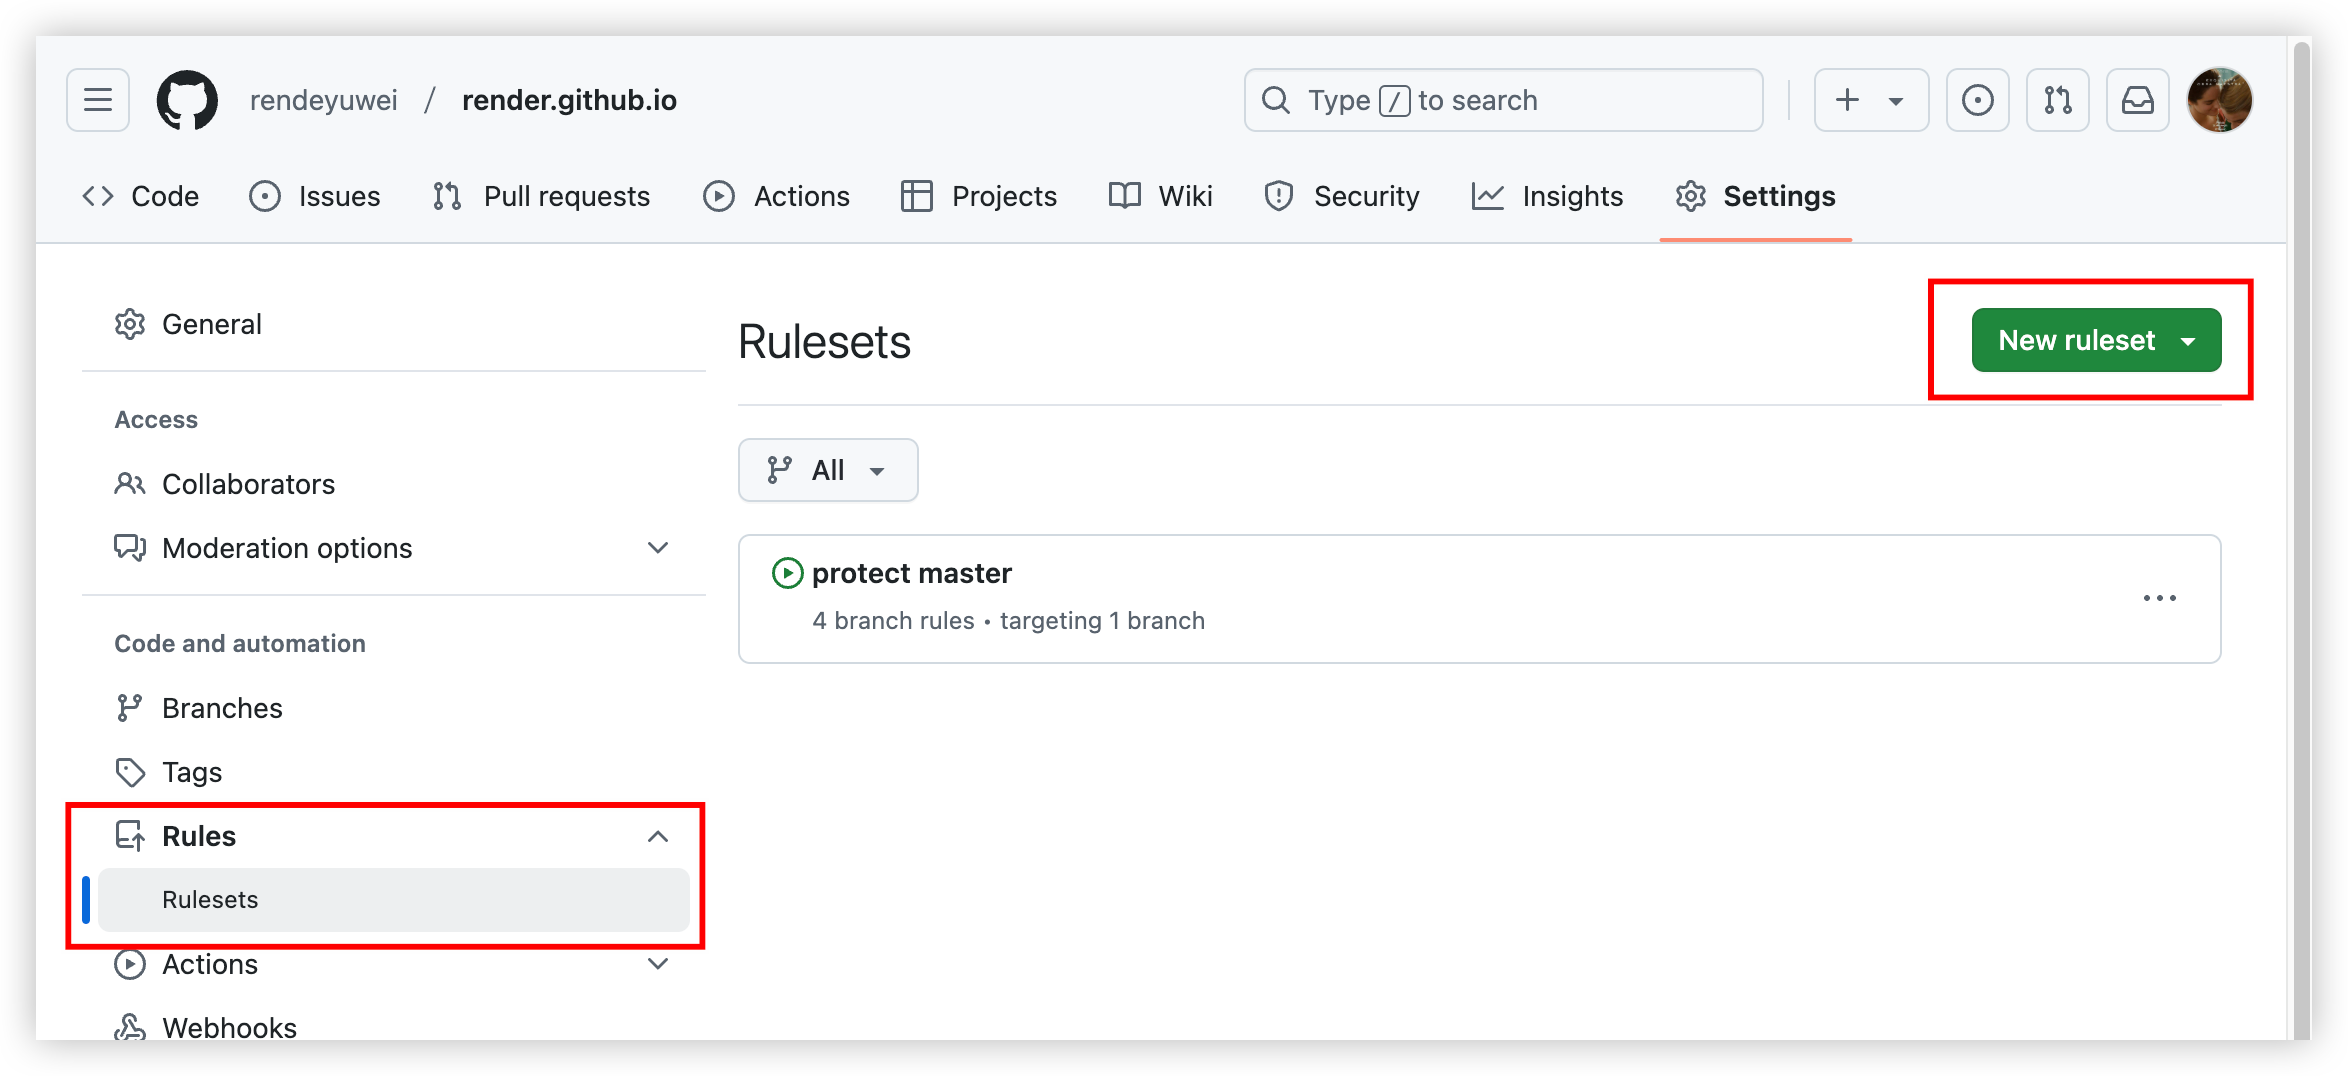 rendeyuwei / render.github.io
Type / to search
Code Issues Pull requests Actions Projects Wiki Security Insights Settings
General
Access
Collaborators
Moderation options
Code and automation
Branches
Tags
Rules
Rulesets
Actions
Webhooks
Rulesets
New ruleset
All
protect master
4 branch rules • targeting 1 branch